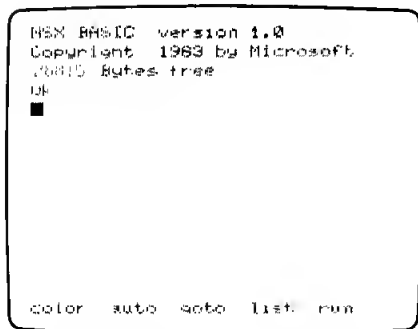 MSX BASIC version 1.0
Copyright 1983 by Microsoft
Bytes free
Ok
color auto goto list run